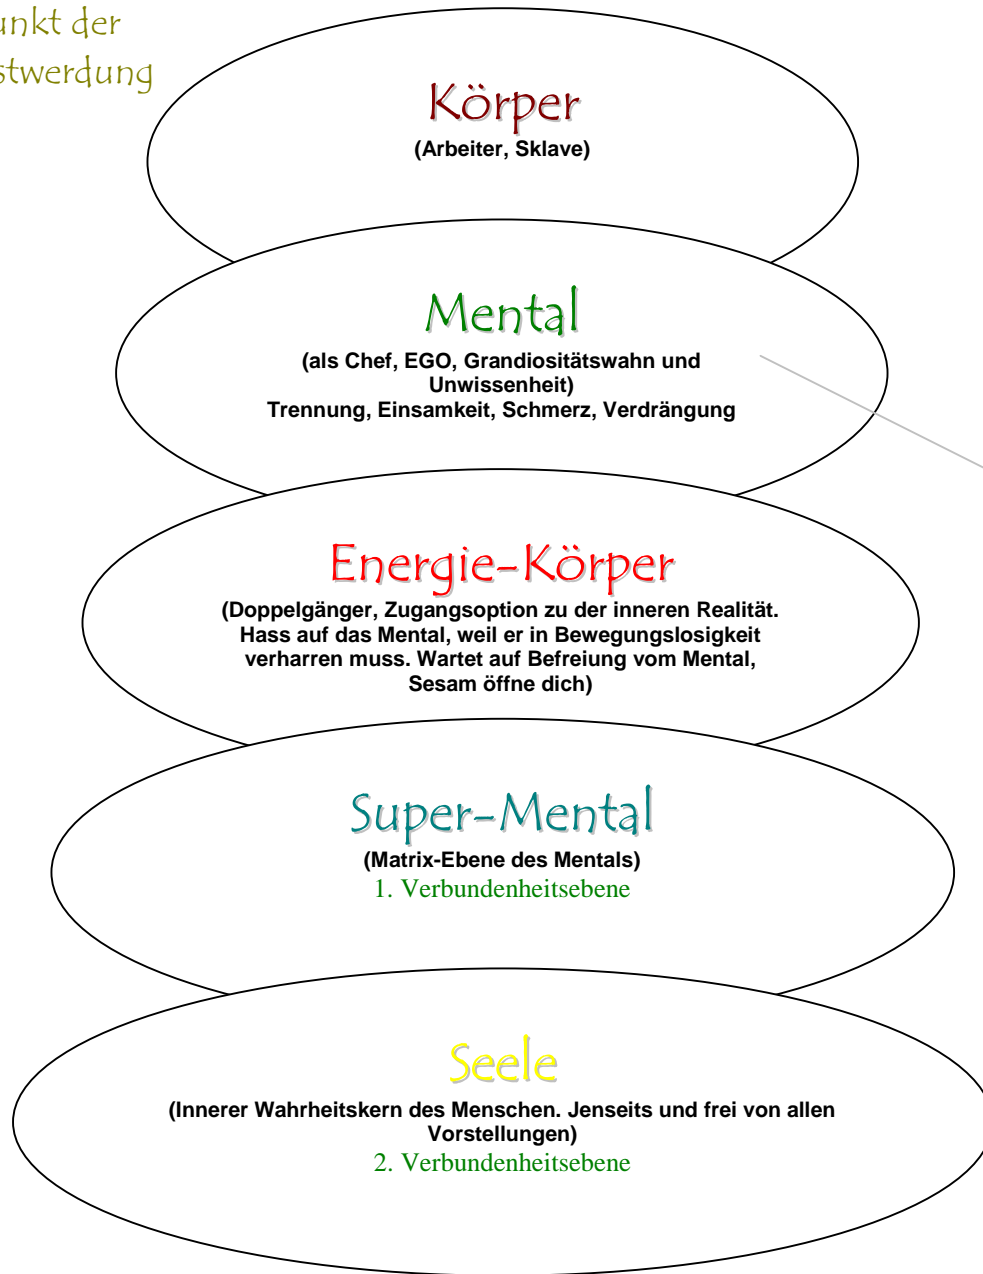 der
Körper
(Arbeiter, Sklave)
Mental
(als Chef, EGO, Grandiositätswahn und
Unwissenheit)
Trennung, Einsamkeit, Schmerz, Verdrängung
Energie-Körper
(Doppelgänger, Zugangsoption zu der inneren Realität.
Hass auf das Mental, weil er in Bewegungslosigkeit
verharren muss. Wartet auf Befreiung vom Mental,
Sesam öffne dich)
Super-Mental
(Matrix-Ebene des Mentals)
1. Verbundenheitsebene
Seele
(Innerer Wahrheitskern des Menschen. Jenseits und frei von allen
Vorstellungen)
2. Verbundenheitsebene